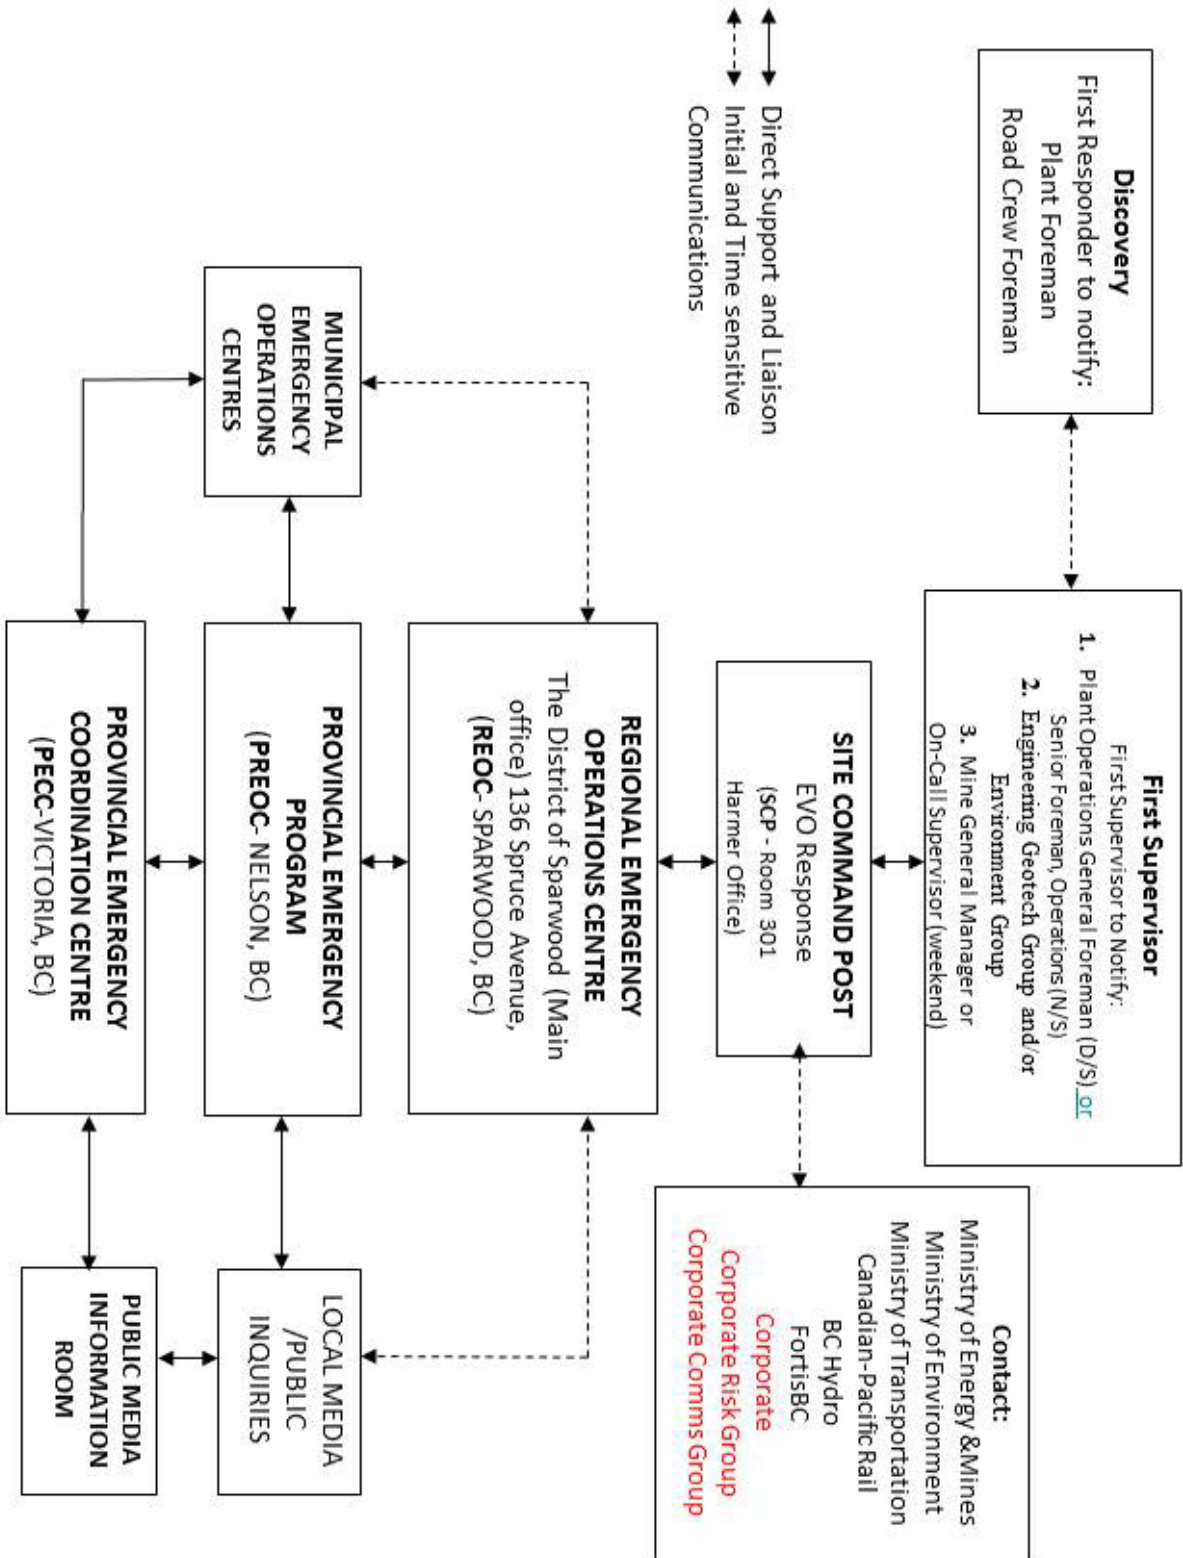 Discovery
First Responder to notify:
Plant Foreman
Road Crew Foreman
First Supervisor
First Supervisor to Notify:
1. Plant Operations General Foreman (D/S) or
Senior Foreman, Operations (N/S)
2. Engineering Geotech Group and/or
Environment Group
3. Mine General Manager or
On-Call Supervisor (weekend)
Contact:
Ministry of Energy &Mines
Ministry of Environment
Ministry of Transportation
Canadian-Pacific Rail
BC Hydro
FortisBC
Corporate
Corporate Risk Group
Corporate Comms Group
Direct Support and Liaison
Initial and Time sensitive
Communications
SITE COMMAND POST
EVO Response
(SCP - Room 301
Harmer Office)
REGIONAL EMERGENCY
OPERATIONS CENTRE
The District of Sparwood (Main
office) 136 Spruce Avenue,
(REOC- SPARWOOD, BC)
MUNICIPAL
EMERGENCY
OPERATIONS
CENTRES
PROVINCIAL EMERGENCY
PROGRAM
(PREOC- NELSON, BC)
LOCAL MEDIA
/PUBLIC
INQUIRIES
PROVINCIAL EMERGENCY
COORDINATION CENTRE
(PECC-VICTORIA, BC)
PUBLIC MEDIA
INFORMATION
ROOM